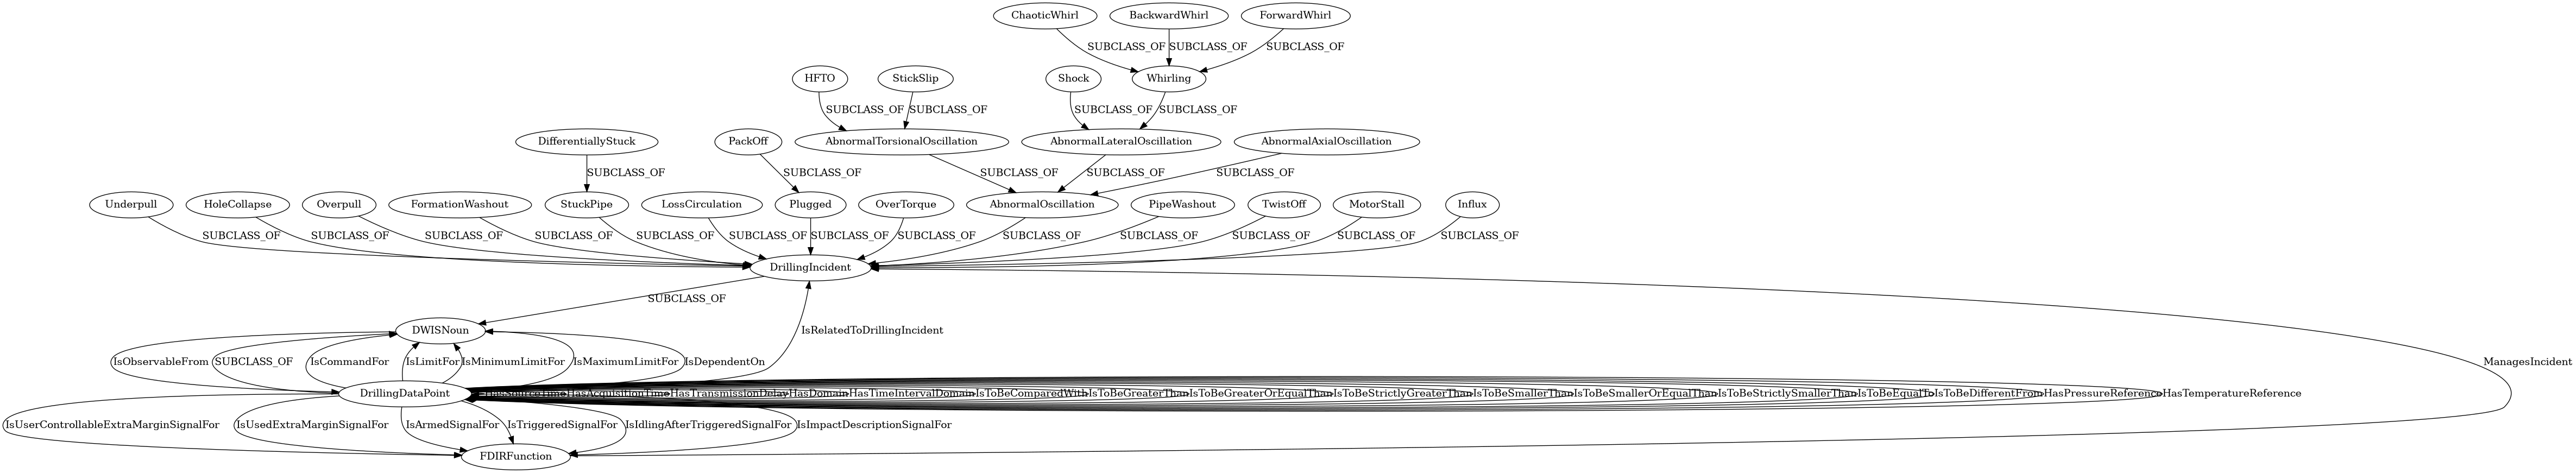 ChaoticWhirl BackwardWhirl ForwardWhirl
SUBCLASS_OF SUBCLASS_OF SUBCLASS_OF
HFTO StickSlip Shock Whirling
SUBCLASS_OF SUBCLASS_OF SUBCLASS_OF SUBCLASS_OF
DifferentiallyStuck PackOff AbnormalTorsionalOscillation AbnormalLateralOscillation AbnormalAxialOscillation
SUBCLASS_OF SUBCLASS_OF SUBCLASS_OF SUBCLASS_OF SUBCLASS_OF
Underpull HoleCollapse Overpull FormationWashout StuckPipe LossCirculation Plugged OverTorque AbnormalOscillation PipeWashout TwistOff MotorStall Influx
SUBCLASS_OF SUBCLASS_OF SUBCLASS_OF SUBCLASS_OF SUBCLASS_OF SUBCLASS_OF SUBCLASS_OF SUBCLASS_OF SUBCLASS_OF SUBCLASS_OF SUBCLASS_OF SUBCLASS_OF SUBCLASS_OF
DrillingIncident
SUBCLASS_OF
DWISNoun IsRelatedToDrillingIncident
IsObservableFrom SUBCLASS_OF IsCommandFor IsLimitFor IsMinimumLimitFor IsMaximumLimitFor IsDependentOn ManagesIncident
DrillingDataPoint HasSourceTime HasAcquisitionTime HasTransmissionDelay HasDomain HasTimeIntervalDomain IsToBeComparedWith IsToBeGreaterThan IsToBeGreaterOrEqualThan IsToBeStrictlyGreaterThan IsToBeSmallerThan IsToBeSmallerOrEqualThan IsToBeStrictlySmallerThan IsToBeEqualTo IsToBeDifferentFrom HasPressureReference HasTemperatureReference
IsUserControllableExtraMarginSignalFor IsUsedExtraMarginSignalFor IsArmedSignalFor IsTriggeredSignalFor IsIdlingAfterTriggeredSignalFor IsImpactDescriptionSignalFor
FDIRFunction